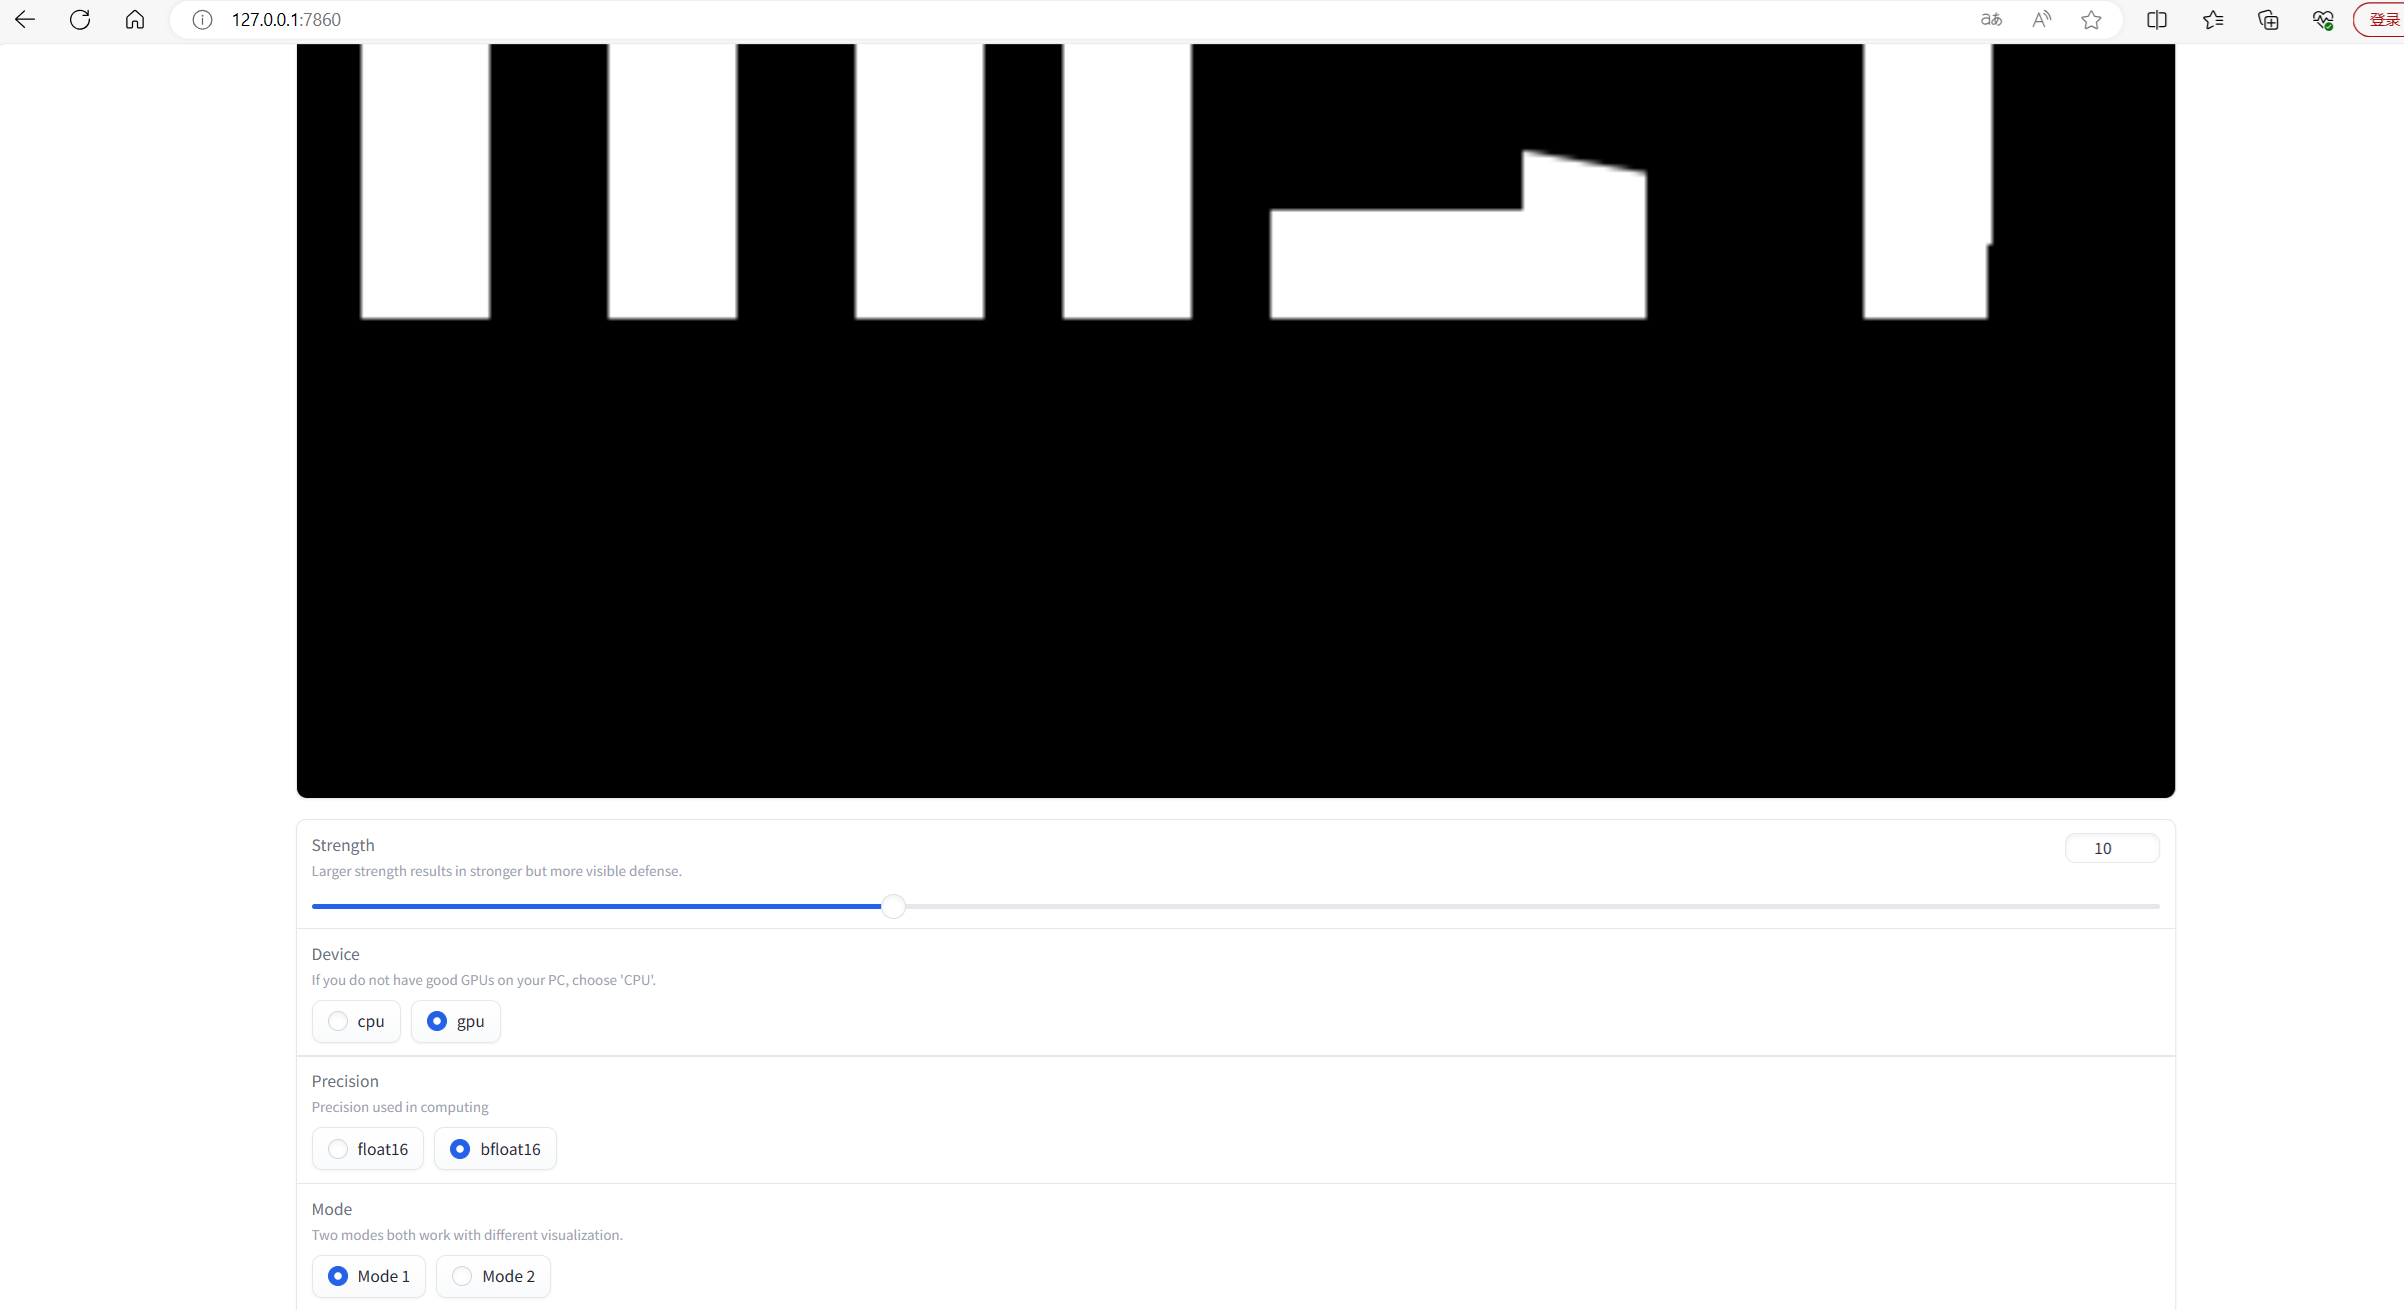 127.0.0.1:7860
aあ
A
登录
Strength
10
Larger strength results in stronger but more visible defense.
Device
If you do not have good GPUs on your PC, choose 'CPU'.
cpu gpu
Precision
Precision used in computing
float16 bfloat16
Mode
Two modes both work with different visualization.
Mode 1 Mode 2